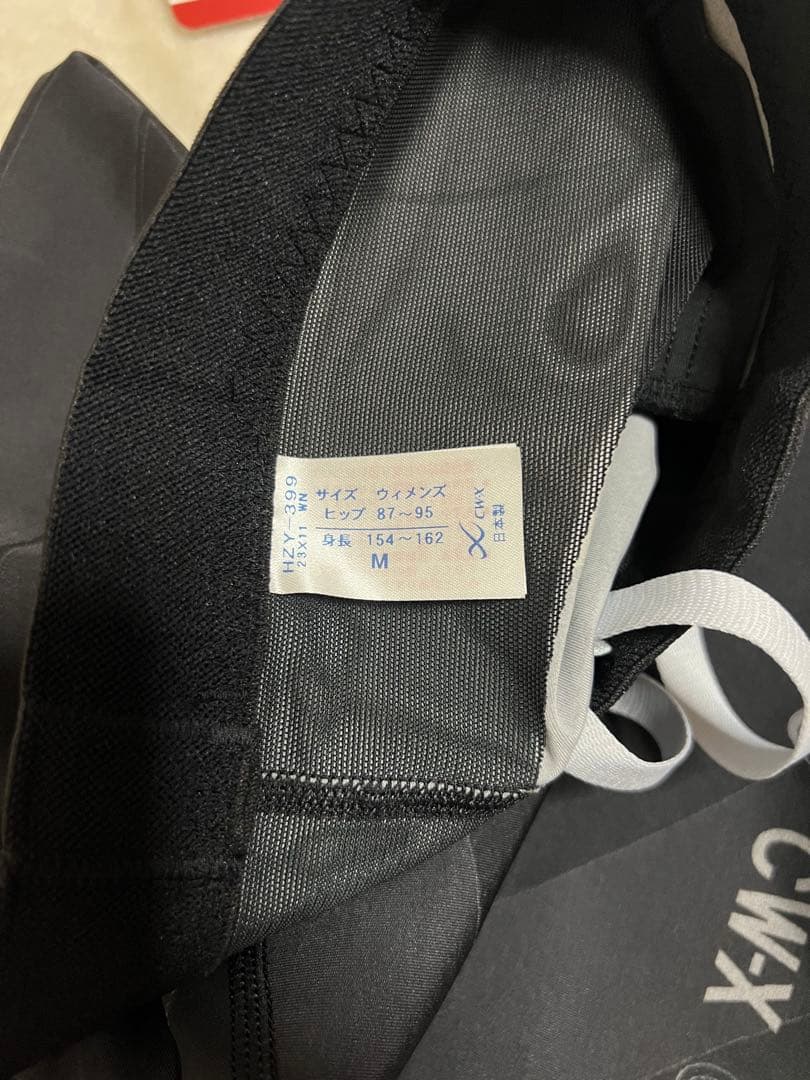 サイズ ウィメンズ
ヒップ 87〜95
身長 154〜162
M
HZY-399
23X11 WN
CW-X
日本製
CW-X